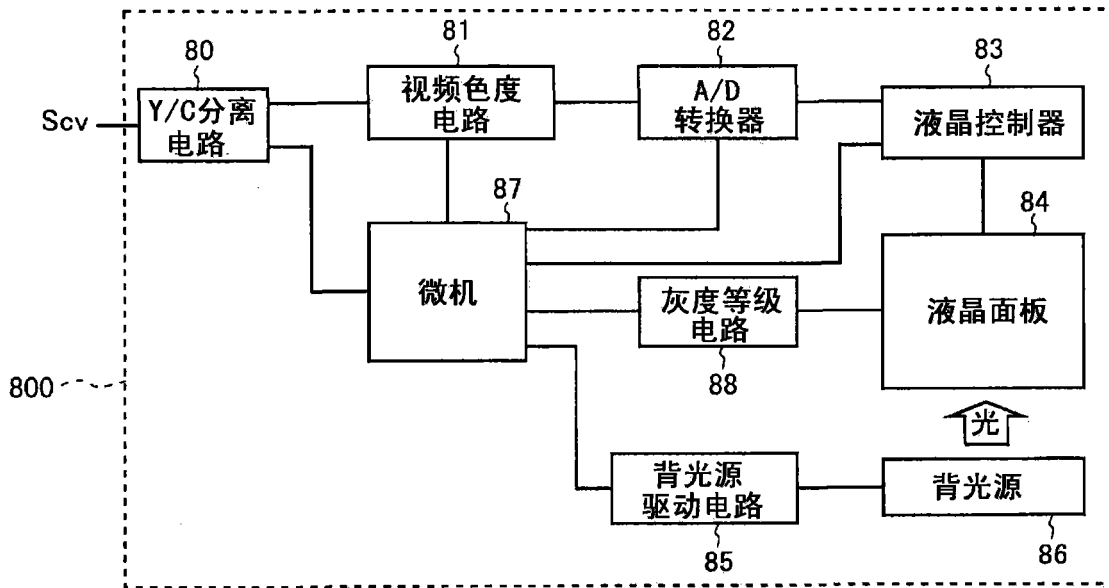 80
81
82
83
Scv
Y/C分离
电路
视频色度
电路
A/D
转换器
液晶控制器
87
84
微机
灰度等级
电路
液晶面板
88
800
光
背光源
驱动电路
背光源
85
86